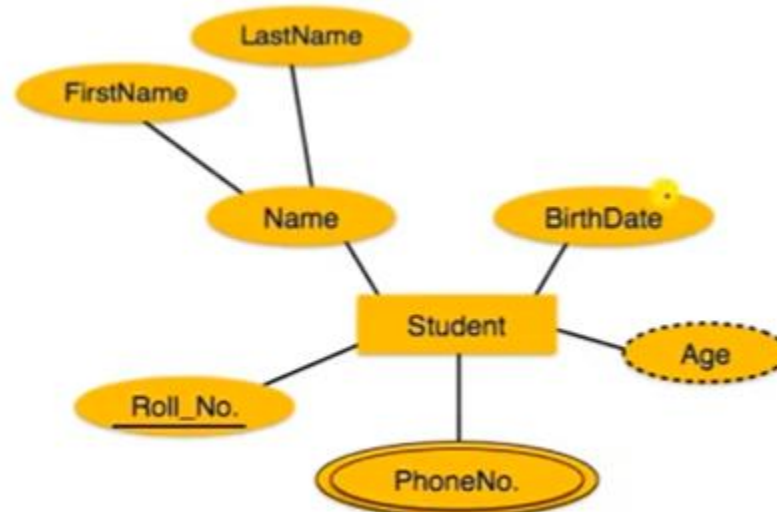 LastName
FirstName
Name
BirthDate
Student
Age
Roll_No.
PhoneNo.